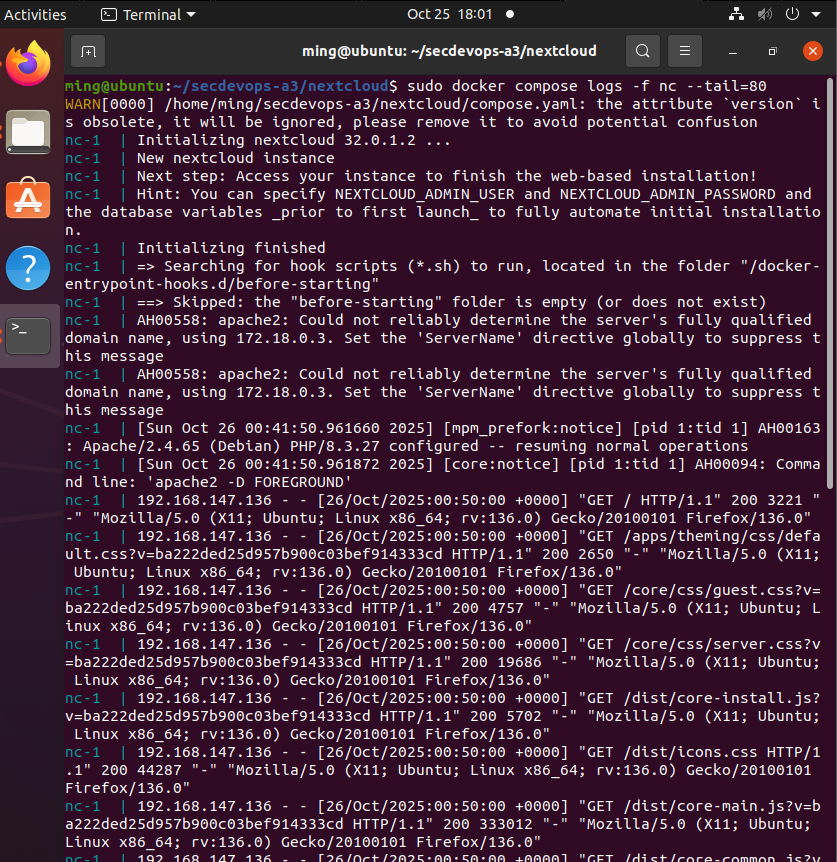 Activities
Terminal
Oct 25 18:01
ming@ubuntu: ~/secdevops-a3/nextcloud
ming@ubuntu:~/secdevops-a3/nextcloud$ sudo docker compose logs -f nc --tail=80
WARN[0000] /home/ming/secdevops-a3/nextcloud/compose.yaml: the attribute `version` i
s obsolete, it will be ignored, please remove it to avoid potential confusion
nc-1  | Initializing nextcloud 32.0.1.2 ...
nc-1  | New nextcloud instance
nc-1  | Next step: Access your instance to finish the web-based installation!
nc-1  | Hint: You can specify NEXTCLOUD_ADMIN_USER and NEXTCLOUD_ADMIN_PASSWORD and
the database variables _prior to first launch_ to fully automate initial installatio
n.
nc-1  | Initializing finished
nc-1  | => Searching for hook scripts (*.sh) to run, located in the folder "/docker-
entrypoint-hooks.d/before-starting"
nc-1  | ==> Skipped: the "before-starting" folder is empty (or does not exist)
nc-1  | AH00558: apache2: Could not reliably determine the server's fully qualified
domain name, using 172.18.0.3. Set the 'ServerName' directive globally to suppress t
his message
nc-1  | AH00558: apache2: Could not reliably determine the server's fully qualified
domain name, using 172.18.0.3. Set the 'ServerName' directive globally to suppress t
his message
nc-1  | [Sun Oct 26 00:41:50.961660 2025] [mpm_prefork:notice] [pid 1:tid 1] AH00163
: Apache/2.4.65 (Debian) PHP/8.3.27 configured -- resuming normal operations
nc-1  | [Sun Oct 26 00:41:50.961872 2025] [core:notice] [pid 1:tid 1] AH00094: Comma
nd line: 'apache2 -D FOREGROUND'
nc-1  | 192.168.147.136 - - [26/Oct/2025:00:50:00 +0000] "GET / HTTP/1.1" 200 3221 "
-" "Mozilla/5.0 (X11; Ubuntu; Linux x86_64; rv:136.0) Gecko/20100101 Firefox/136.0"
nc-1  | 192.168.147.136 - - [26/Oct/2025:00:50:00 +0000] "GET /apps/theming/css/defa
ult.css?v=ba222ded25d957b900c03bef914333cd HTTP/1.1" 200 2650 "-" "Mozilla/5.0 (X11;
 Ubuntu; Linux x86_64; rv:136.0) Gecko/20100101 Firefox/136.0"
nc-1  | 192.168.147.136 - - [26/Oct/2025:00:50:00 +0000] "GET /core/css/guest.css?v=
ba222ded25d957b900c03bef914333cd HTTP/1.1" 200 4757 "-" "Mozilla/5.0 (X11; Ubuntu; L
inux x86_64; rv:136.0) Gecko/20100101 Firefox/136.0"
nc-1  | 192.168.147.136 - - [26/Oct/2025:00:50:00 +0000] "GET /core/css/server.css?v
=ba222ded25d957b900c03bef914333cd HTTP/1.1" 200 19686 "-" "Mozilla/5.0 (X11; Ubuntu;
 Linux x86_64; rv:136.0) Gecko/20100101 Firefox/136.0"
nc-1  | 192.168.147.136 - - [26/Oct/2025:00:50:00 +0000] "GET /dist/core-install.js?
v=ba222ded25d957b900c03bef914333cd HTTP/1.1" 200 5702 "-" "Mozilla/5.0 (X11; Ubuntu;
 Linux x86_64; rv:136.0) Gecko/20100101 Firefox/136.0"
nc-1  | 192.168.147.136 - - [26/Oct/2025:00:50:00 +0000] "GET /dist/icons.css HTTP/1
.1" 200 44287 "-" "Mozilla/5.0 (X11; Ubuntu; Linux x86_64; rv:136.0) Gecko/20100101
Firefox/136.0"
nc-1  | 192.168.147.136 - - [26/Oct/2025:00:50:00 +0000] "GET /dist/core-main.js?v=b
a222ded25d957b900c03bef914333cd HTTP/1.1" 200 333012 "-" "Mozilla/5.0 (X11; Ubuntu;
Linux x86_64; rv:136.0) Gecko/20100101 Firefox/136.0"
nc-1  | 192.168.147.136 - - [26/Oct/2025:00:50:00 +0000] "GET /dist/core-common.js?v